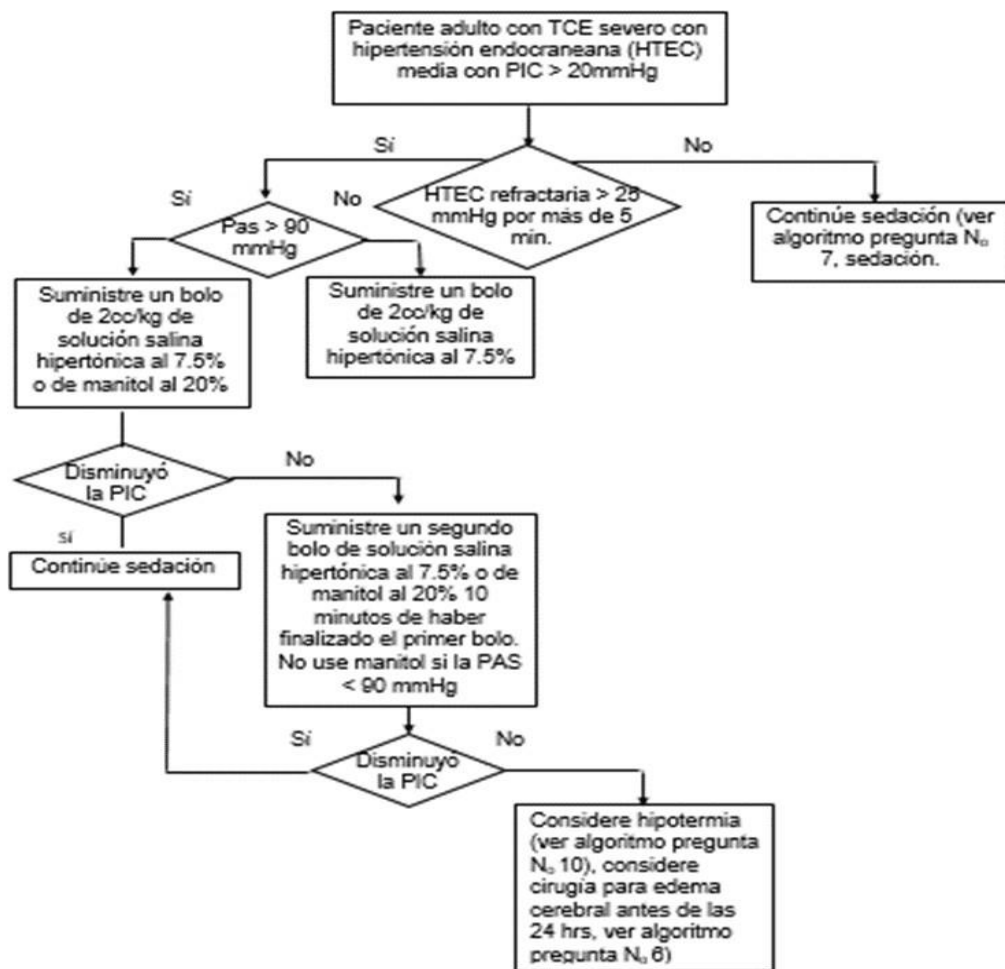 Paciente adulto con TCE severo con
hipertensión endocraneana (HTEC)
media con PIC > 20mmHg
Sí
No
HTEC refractaria > 25
mmHg por más de 5
min.
Sí
No
Pas > 90
mmHg
Continúe sedación (ver
algoritmo pregunta No
7, sedación.
Suministre un bolo
de 2cc/kg de
solución salina
hipertónica al 7.5%
o de manitol al 20%
Suministre un bolo
de 2cc/kg de
solución salina
hipertónica al 7.5%
Disminuyó
la PIC
No
sí
Continúe sedación
Suministre un segundo
bolo de solución salina
hipertónica al 7.5% o de
manitol al 20% 10
minutos de haber
finalizado el primer bolo.
No use manitol si la PAS
< 90 mmHg
Sí
No
Disminuyó
la PIC
Considere hipotermia
(ver algoritmo pregunta
No 10), considere
cirugía para edema
cerebral antes de las
24 hrs, ver algoritmo
pregunta No 6)